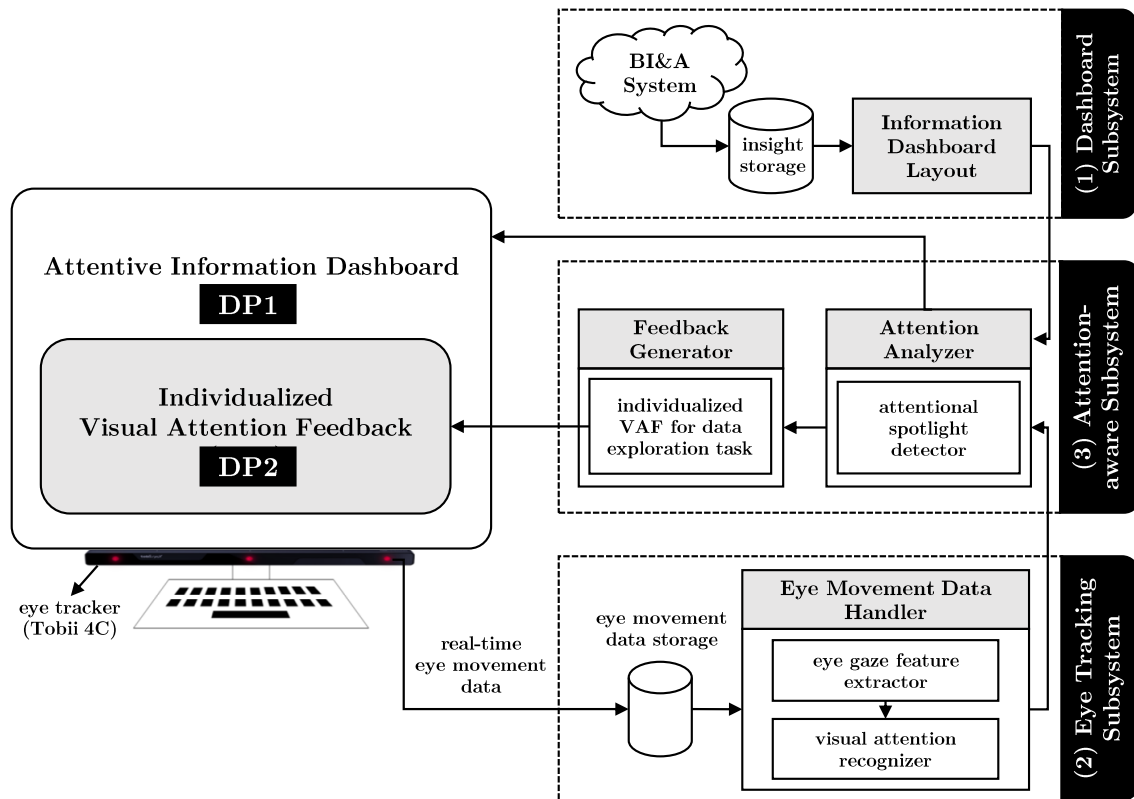 BI&A
System
insight
storage
Information
Dashboard
Layout
(1) Dashboard
Subsystem
Attentive Information Dashboard
DP1
Individualized
Visual Attention Feedback
DP2
Feedback
Generator
individualized
VAF for data
exploration task
Attention
Analyzer
attentional
spotlight
detector
(3) Attention-
aware Subsystem
eye tracker
(Tobii 4C)
real-time
eye movement
data
eye movement
data storage
Eye Movement Data
Handler
eye gaze feature
extractor
visual attention
recognizer
(2) Eye Tracking
Subsystem